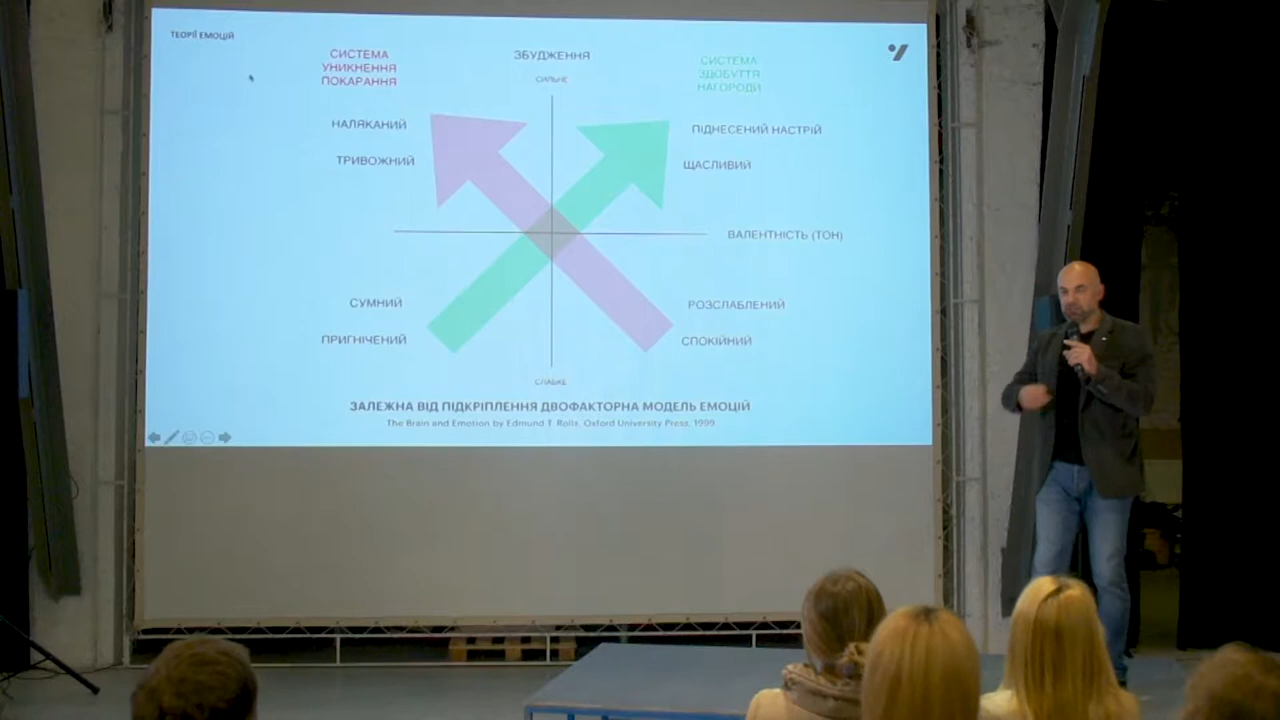 ТЕОРІЇ ЕМОЦІЙ
СИСТЕМА
УНИКНЕННЯ
ПОКАРАННЯ
ЗБУДЖЕННЯ
СИЛЬНЕ
СИСТЕМА
ЗДОБУТТЯ
НАГОРОДИ
НАЛЯКАНИЙ
ПІДНЕСЕНИЙ НАСТРІЙ
ТРИВОЖНИЙ
ЩАСЛИВИЙ
ВАЛЕНТНІСТЬ (ТОН)
СУМНИЙ
РОЗСЛАБЛЕНИЙ
ПРИГНІЧЕНИЙ
СПОКІЙНИЙ
СЛАБКЕ
ЗАЛЕЖНА ВІД ПІДКРІПЛЕННЯ ДВОФАКТОРНА МОДЕЛЬ ЕМОЦІЙ
The Brain and Emotion by Edmund T. Rolls, Oxford University Press, 1999